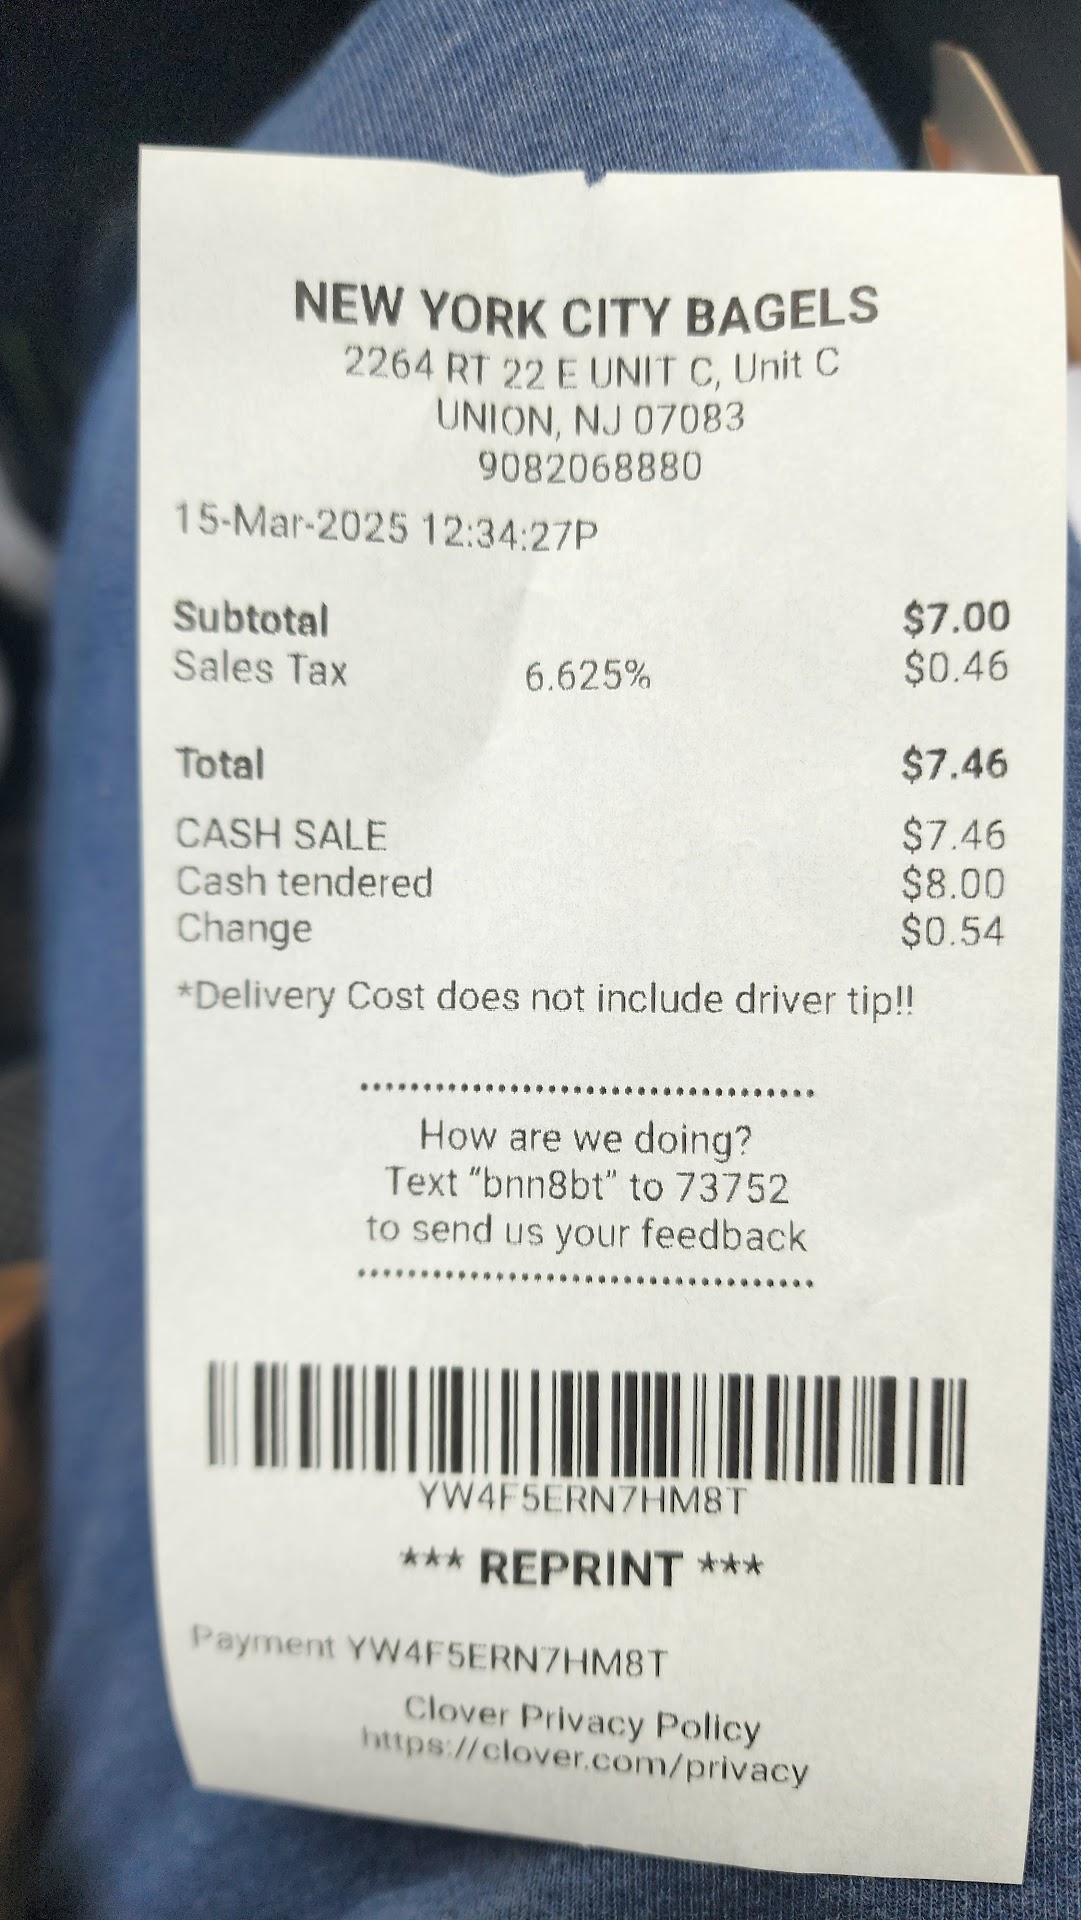 NEW YORK CITY BAGELS
2264 RT 22 E UNIT C, Unit C
UNION, NJ 07083
9082068880
15-Mar-2025 12:34:27P
Subtotal $7.00
Sales Tax 6.625% $0.46
Total $7.46
CASH SALE $7.46
Cash tendered $8.00
Change $0.54
*Delivery Cost does not include driver tip!!
How are we doing?
Text “bnn8bt” to 73752
to send us your feedback
YW4F5ERN7HM8T
*** REPRINT ***
Payment YW4F5ERN7HM8T
Clover Privacy Policy
https://clover.com/privacy